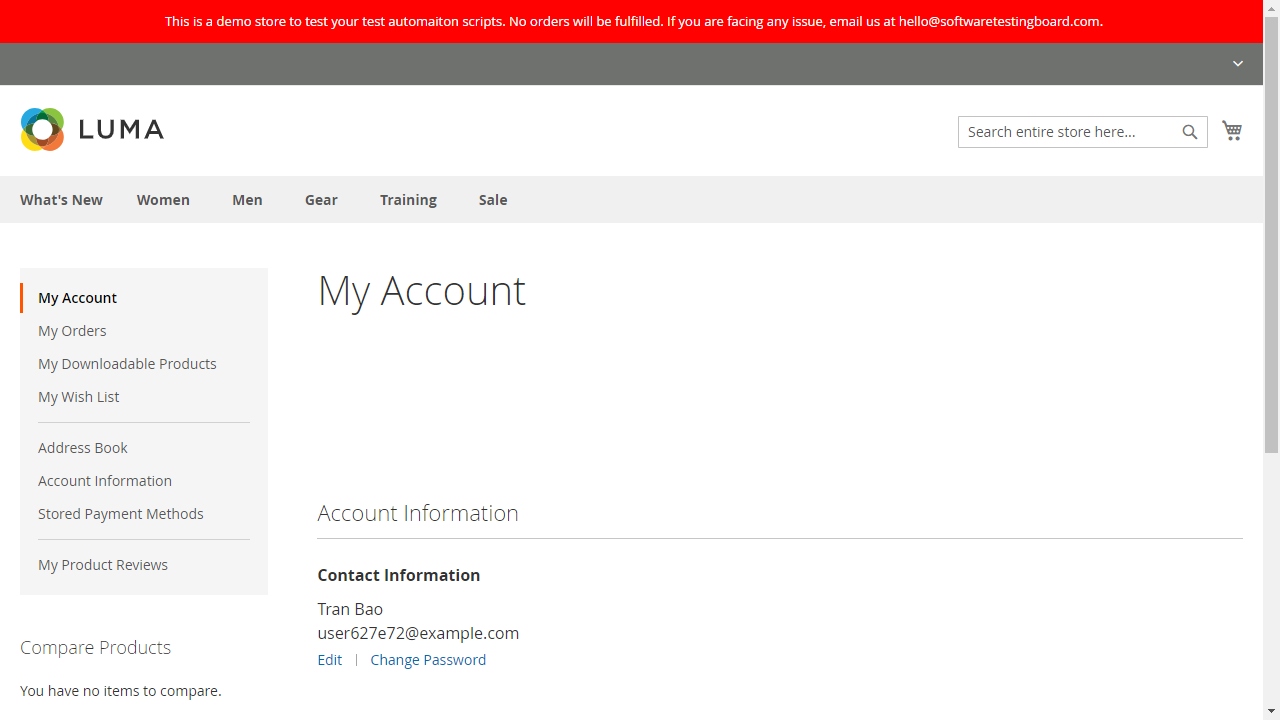 This is a demo store to test your test automaiton scripts. No orders will be fulfilled. If you are facing any issue, email us at hello@softwaretestingboard.com.
LUMA
Search entire store here...
What's New Women Men Gear Training Sale
My Account
My Orders
My Downloadable Products
My Wish List
Address Book
Account Information
Stored Payment Methods
My Product Reviews
Compare Products
You have no items to compare.
My Account
Account Information
Contact Information
Tran Bao
user627e72@example.com
Edit | Change Password